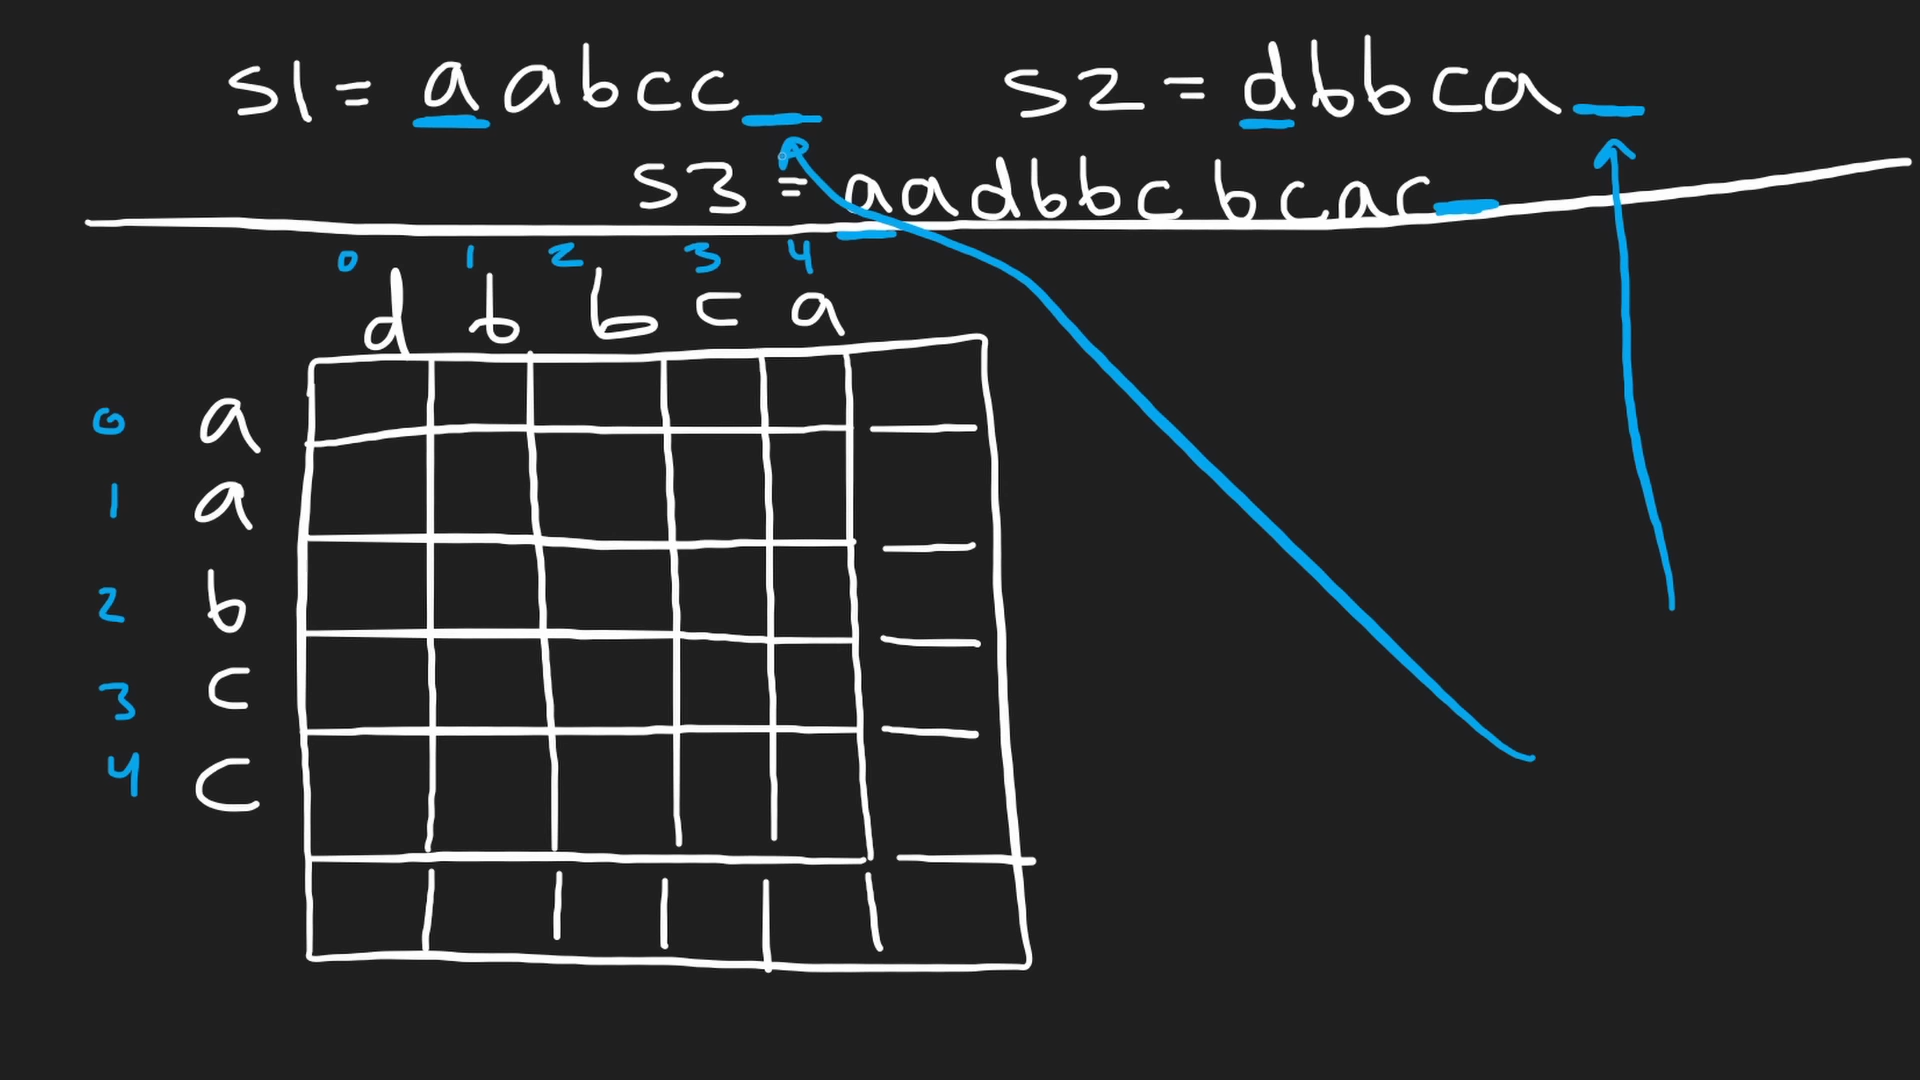 s1 = aabcc_ s2 = dbbca_
s3 = aadbbcbcac_
0 1 2 3 4
d b b c a
0 a
1 a
2 b
3 c
4 c